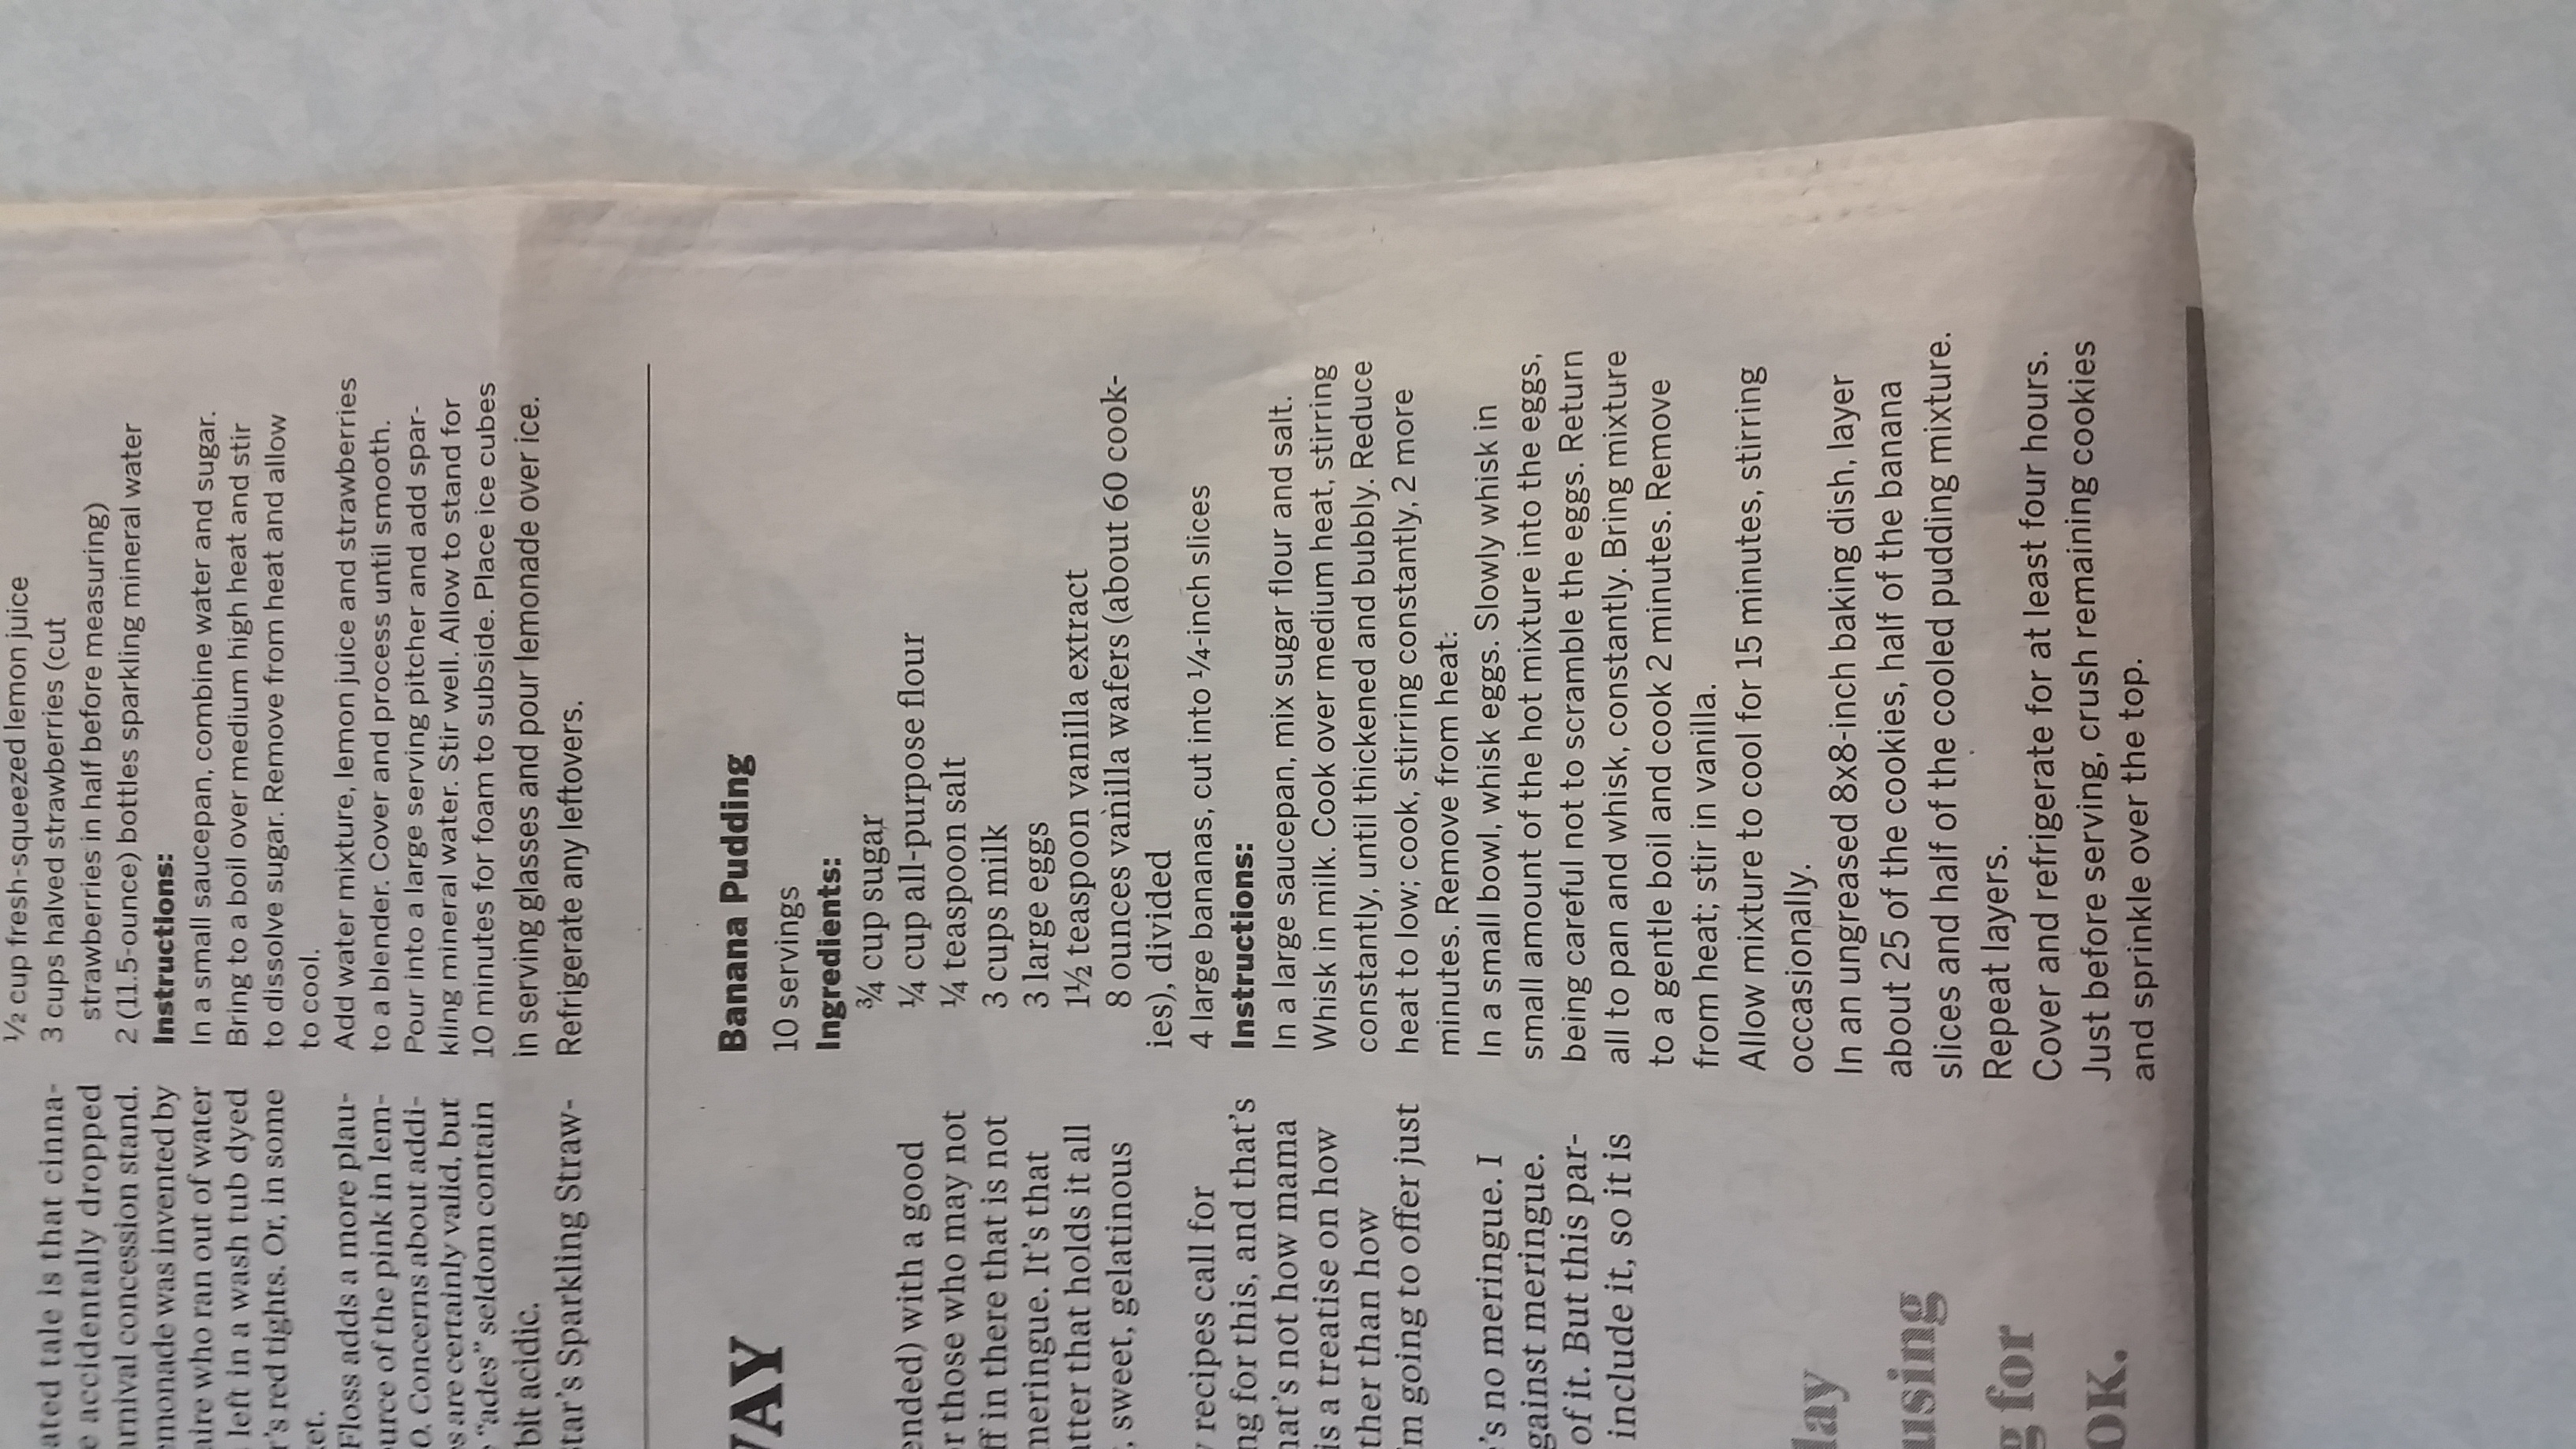 ated tale is that cinna-
accidentally dropped
arnival concession stand.
emonade was invented by
aire who ran out of water
left in a wash tub dyed
r's red tights. Or, in some
et.
Floss adds a more plau-
urce of the pink in lem-
0. Concerns about addi-
s are certainly valid, but
"ades" seldom contain
bit acidic.
Star's Sparkling Straw-
½ cup fresh-squeezed lemon juice
3 cups halved strawberries (cut
strawberries in half before measuring)
2 (11.5-ounce) bottles sparkling mineral water
Instructions:
In a small saucepan, combine water and sugar.
Bring to a boil over medium high heat and stir
to dissolve sugar. Remove from heat and allow
to cool.
Add water mixture, lemon juice and strawberries
to a blender. Cover and process until smooth.
Pour into a large serving pitcher and add spar-
kling mineral water. Stir well. Allow to stand for
10 minutes for foam to subside. Place ice cubes
in serving glasses and pour lemonade over ice.
Refrigerate any leftovers.
WAY
ended) with a good
or those who may not
ff in there that is not
meringue. It's that
atter that holds it all
, sweet, gelatinous
y recipes call for
ng for this, and that's
hat's not how mama
is a treatise on how
ther than how
'm going to offer just
e's no meringue. I
gainst meringue.
of it. But this par-
include it, so it is
lay
using
g for
OK.
Banana Pudding
10 servings
Ingredients:
¾ cup sugar
¼ cup all-purpose flour
¼ teaspoon salt
3 cups milk
3 large eggs
1½ teaspoon vanilla extract
8 ounces vanilla wafers (about 60 cook-
ies), divided
4 large bananas, cut into ¼-inch slices
Instructions:
In a large saucepan, mix sugar flour and salt.
Whisk in milk. Cook over medium heat, stirring
constantly, until thickened and bubbly. Reduce
heat to low; cook, stirring constantly, 2 more
minutes. Remove from heat.
In a small bowl, whisk eggs. Slowly whisk in
small amount of the hot mixture into the eggs,
being careful not to scramble the eggs. Return
all to pan and whisk, constantly. Bring mixture
to a gentle boil and cook 2 minutes. Remove
from heat; stir in vanilla.
Allow mixture to cool for 15 minutes, stirring
occasionally.
In an ungreased 8x8-inch baking dish, layer
about 25 of the cookies, half of the banana
slices and half of the cooled pudding mixture.
Repeat layers.
Cover and refrigerate for at least four hours.
Just before serving, crush remaining cookies
and sprinkle over the top.